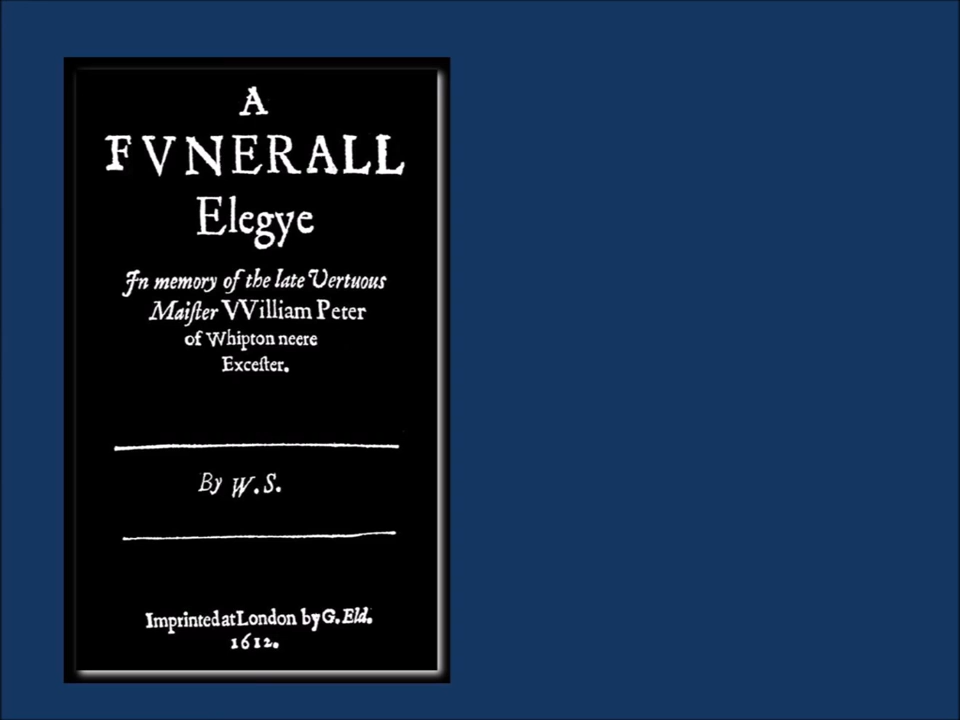 A
FVNERALL
Elegye
In memory of the late Vertuous
Maiſter VVilliam Peter
of Whipton neere
Exceſter.
By W. S.
Imprinted at London by G. Eld.
1612.